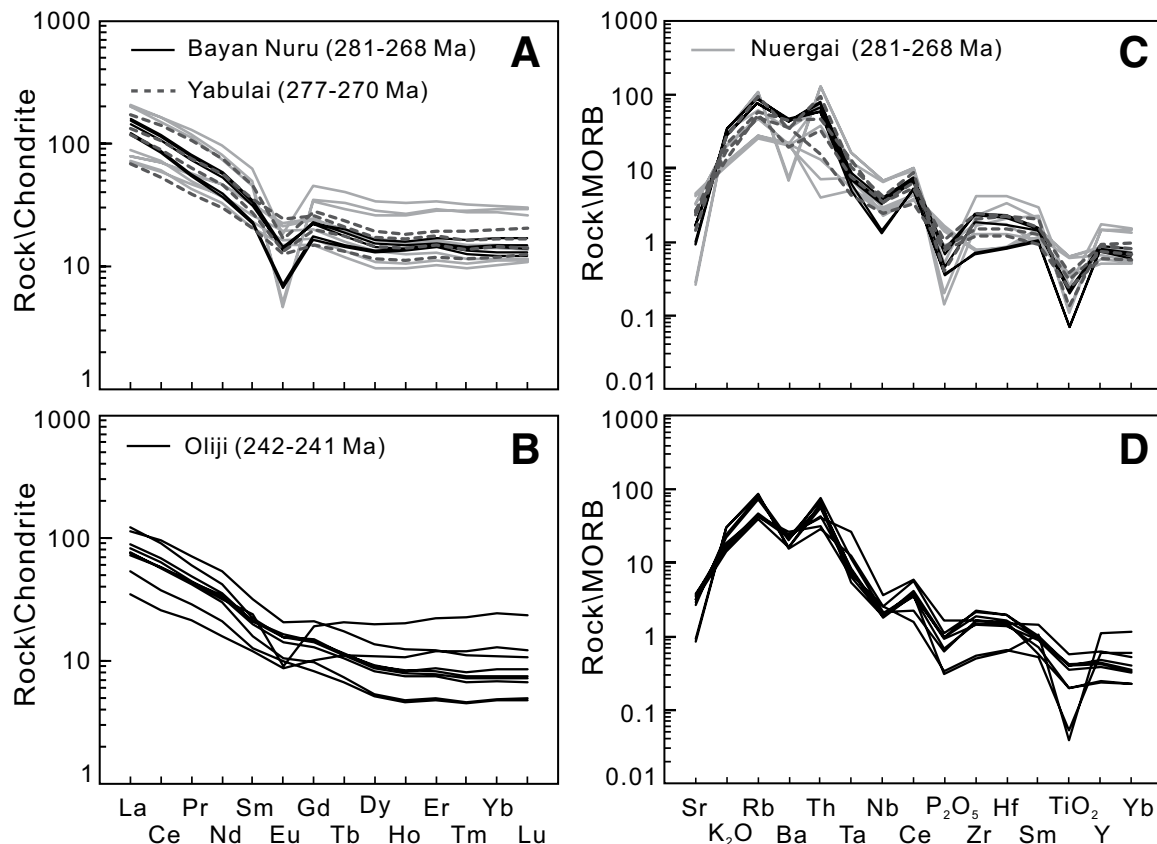 1000
100
10
1
Rock\Chondrite
Bayan Nuru (281-268 Ma)
Yabulai (277-270 Ma)
A
1000
100
10
1
0.1
0.01
Rock\MORB
Nuergai (281-268 Ma)
C
1000
100
10
1
Rock\Chondrite
Oliji (242-241 Ma)
B
La Pr Sm Gd Dy Er Yb
Ce Nd Eu Tb Ho Tm Lu
1000
100
10
1
0.1
0.01
Rock\MORB
D
Sr Rb Th Nb P₂O₅ Hf TiO₂ Yb
K₂O Ba Ta Ce Zr Sm Y